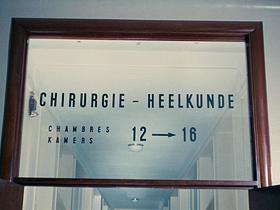 CHIRURGIE - HEELKUNDE
CHAMBRES 12 → 16
KAMERS